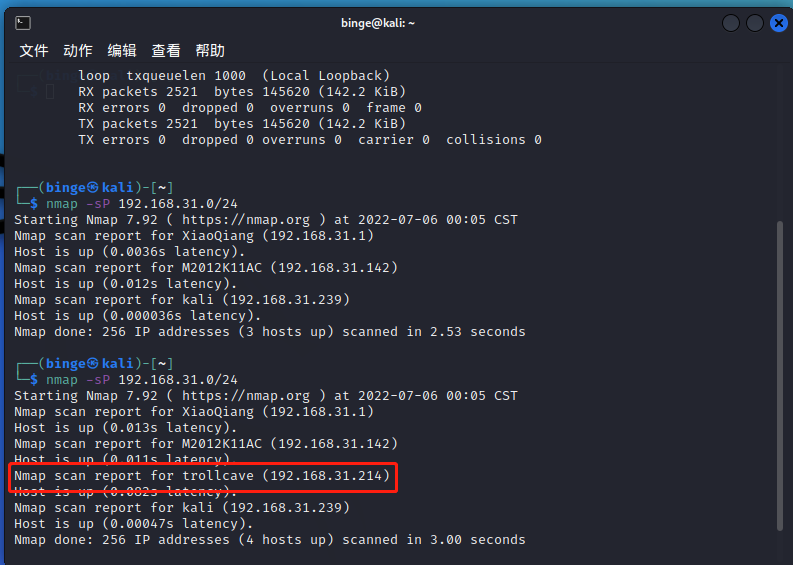 binge@kali: ~
文件 动作 编辑 查看 帮助
loop txqueuelen 1000 (Local Loopback)
RX packets 2521 bytes 145620 (142.2 KiB)
RX errors 0 dropped 0 overruns 0 frame 0
TX packets 2521 bytes 145620 (142.2 KiB)
TX errors 0 dropped 0 overruns 0 carrier 0 collisions 0
┌──(binge㉿kali)-[~]
└─$ nmap -sP 192.168.31.0/24
Starting Nmap 7.92 ( https://nmap.org ) at 2022-07-06 00:05 CST
Nmap scan report for XiaoQiang (192.168.31.1)
Host is up (0.0036s latency).
Nmap scan report for M2012K11AC (192.168.31.142)
Host is up (0.012s latency).
Nmap scan report for kali (192.168.31.239)
Host is up (0.000036s latency).
Nmap done: 256 IP addresses (3 hosts up) scanned in 2.53 seconds
┌──(binge㉿kali)-[~]
└─$ nmap -sP 192.168.31.0/24
Starting Nmap 7.92 ( https://nmap.org ) at 2022-07-06 00:05 CST
Nmap scan report for XiaoQiang (192.168.31.1)
Host is up (0.013s latency).
Nmap scan report for M2012K11AC (192.168.31.142)
Host is up (0.011s latency).
Nmap scan report for trollcave (192.168.31.214)
Host is up (0.082s latency).
Nmap scan report for kali (192.168.31.239)
Host is up (0.00047s latency).
Nmap done: 256 IP addresses (4 hosts up) scanned in 3.00 seconds